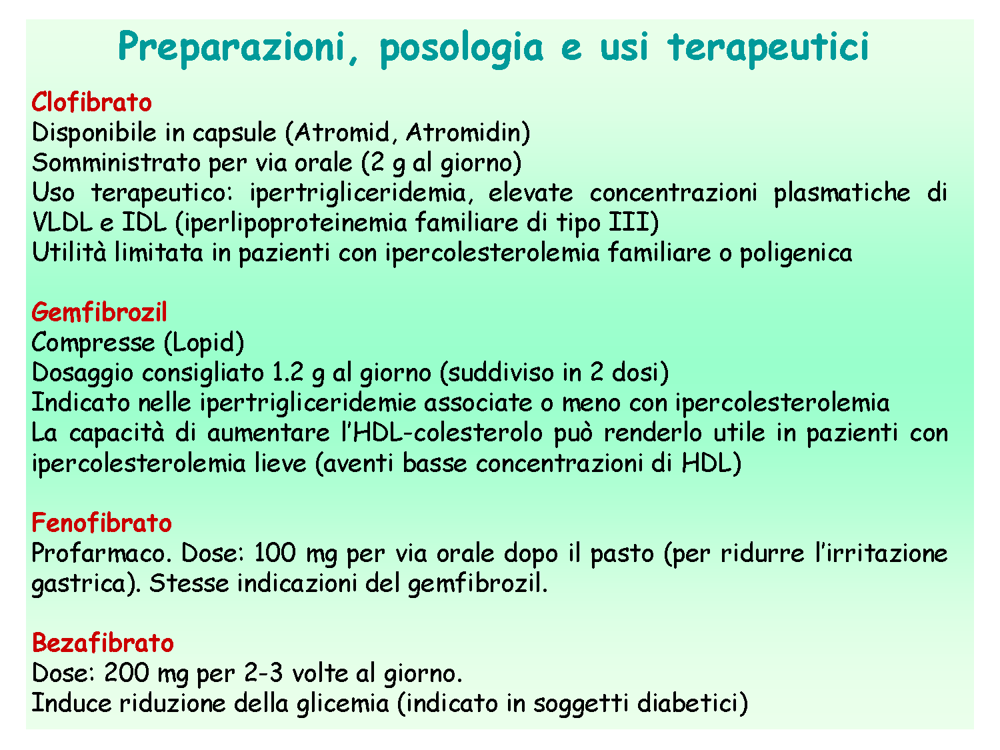 Preparazioni, posologia e usi terapeutici
Clofibrato
Disponibile in capsule (Atromid, Atromidin)
Somministrato per via orale (2 g al giorno)
Uso terapeutico: ipertrigliceridemia, elevate concentrazioni plasmatiche di
VLDL e IDL (iperlipoproteinemia familiare di tipo III)
Utilità limitata in pazienti con ipercolesterolemia familiare o poligenica
Gemfibrozil
Compresse (Lopid)
Dosaggio consigliato 1.2 g al giorno (suddiviso in 2 dosi)
Indicato nelle ipertrigliceridemie associate o meno con ipercolesterolemia
La capacità di aumentare l’HDL-colesterolo può renderlo utile in pazienti con
ipercolesterolemia lieve (aventi basse concentrazioni di HDL)
Fenofibrato
Profarmaco. Dose: 100 mg per via orale dopo il pasto (per ridurre l’irritazione
gastrica). Stesse indicazioni del gemfibrozil.
Bezafibrato
Dose: 200 mg per 2-3 volte al giorno.
Induce riduzione della glicemia (indicato in soggetti diabetici)